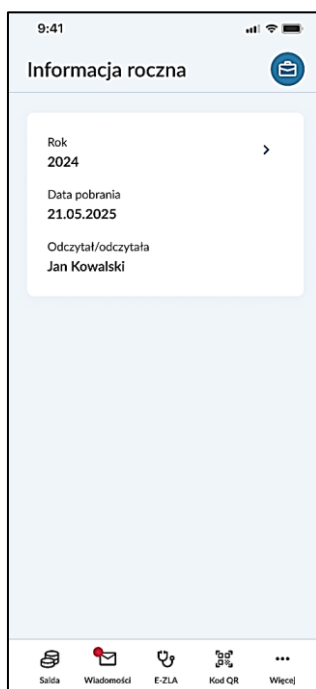 9:41
Informacja roczna
Rok
2024
Data pobrania
21.05.2025
Odczytał/odczytała
Jan Kowalski
Salda Wiadomości E-ZLA Kod QR Więcej